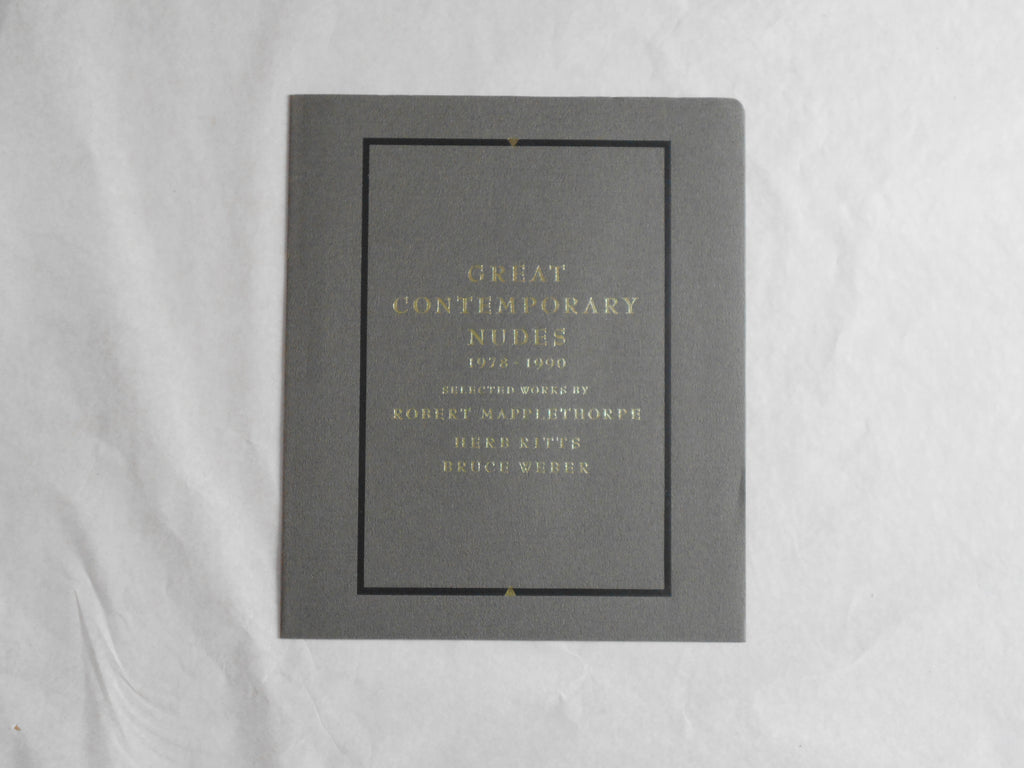 GREAT
CONTEMPORARY
NUDES
1978-1990
SELECTED WORKS BY
ROBERT MAPPLETHORPE
HERB RITTS
BRUCE WEBER